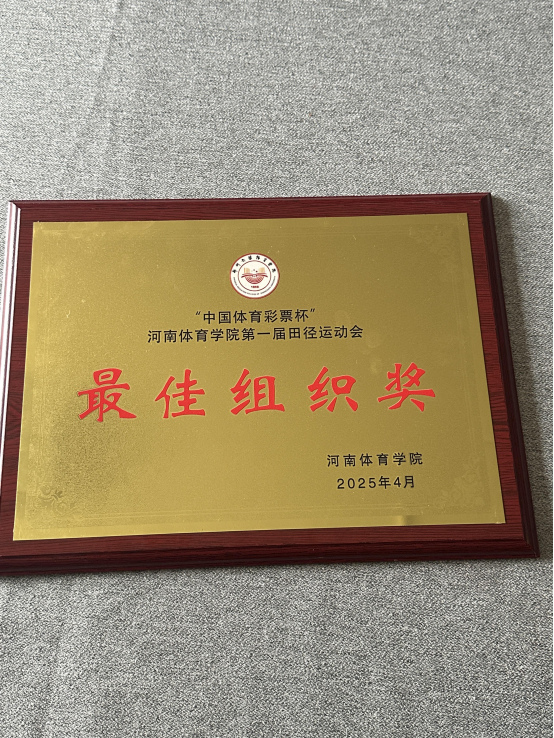 “中国体育彩票杯”
河南体育学院第一届田径运动会
最佳组织奖
河南体育学院
2025年4月